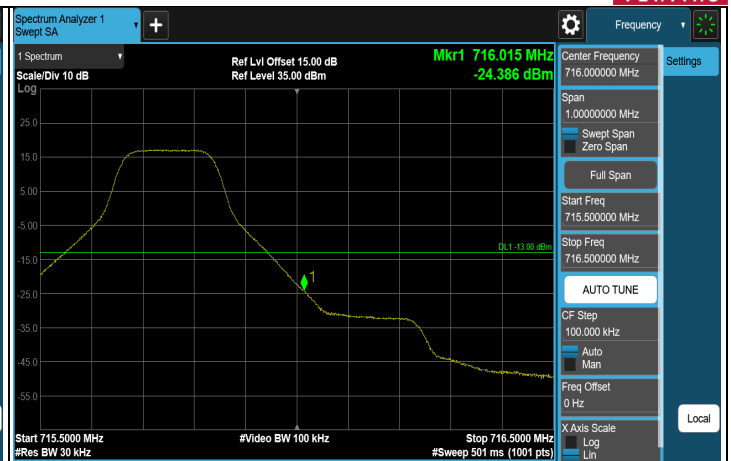 Spectrum Analyzer 1
Swept SA
Frequency
1 Spectrum
Scale/Div 10 dB
Log
Ref Lvl Offset 15.00 dB
Ref Level 35.00 dBm
Mkr1 716.015 MHz
-24.386 dBm
25.0
15.0
5.00
-5.00
-15.0
-25.0
-35.0
-45.0
-55.0
DL1 -13.00 dBm
1
Start 715.5000 MHz
#Res BW 30 kHz
#Video BW 100 kHz
Stop 716.5000 MHz
#Sweep 501 ms (1001 pts)
Center Frequency
716.000000 MHz
Settings
Span
1.00000000 MHz
Swept Span
Zero Span
Full Span
Start Freq
715.500000 MHz
Stop Freq
716.500000 MHz
AUTO TUNE
CF Step
100.000 kHz
Auto
Man
Freq Offset
0 Hz
X Axis Scale
Log
Lin
Local